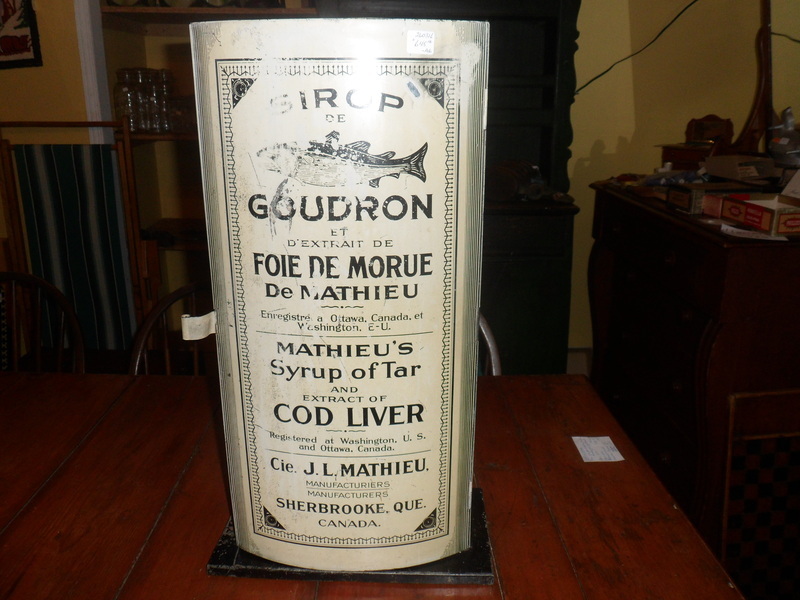 SIROP
DE
GOUDRON
ET
D'EXTRAIT DE
FOIE DE MORUE
De MATHIEU
Enregistré a Ottawa, Canada, et
Washington, E-U.
MATHIEU'S
Syrup of Tar
AND
EXTRACT OF
COD LIVER
Registered at Washington, U. S.
and Ottawa, Canada.
Cie. J. L. MATHIEU.
MANUFACTURIERS
MANUFACTURERS
SHERBROOKE, QUE.
CANADA.